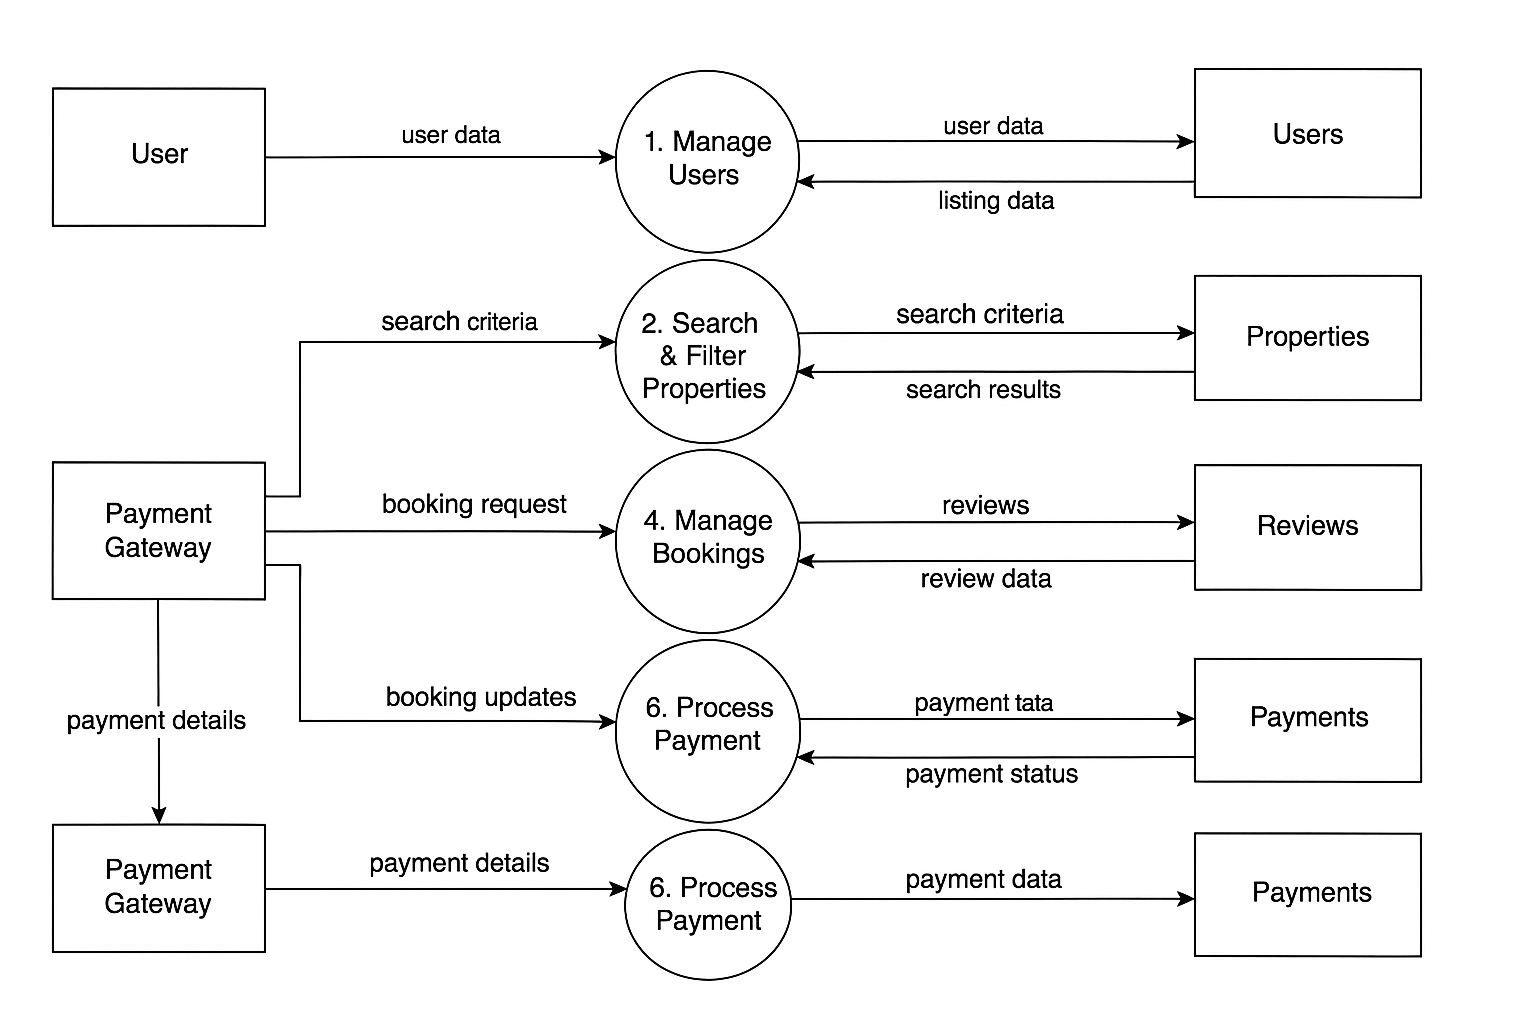 User
user data
1. Manage
Users
user data
listing data
Users
search criteria
2. Search
& Filter
Properties
search criteria
search results
Properties
Payment
Gateway
booking request
4. Manage
Bookings
reviews
review data
Reviews
payment details
booking updates
6. Process
Payment
payment tata
payment status
Payments
Payment
Gateway
payment details
6. Process
Payment
payment data
Payments